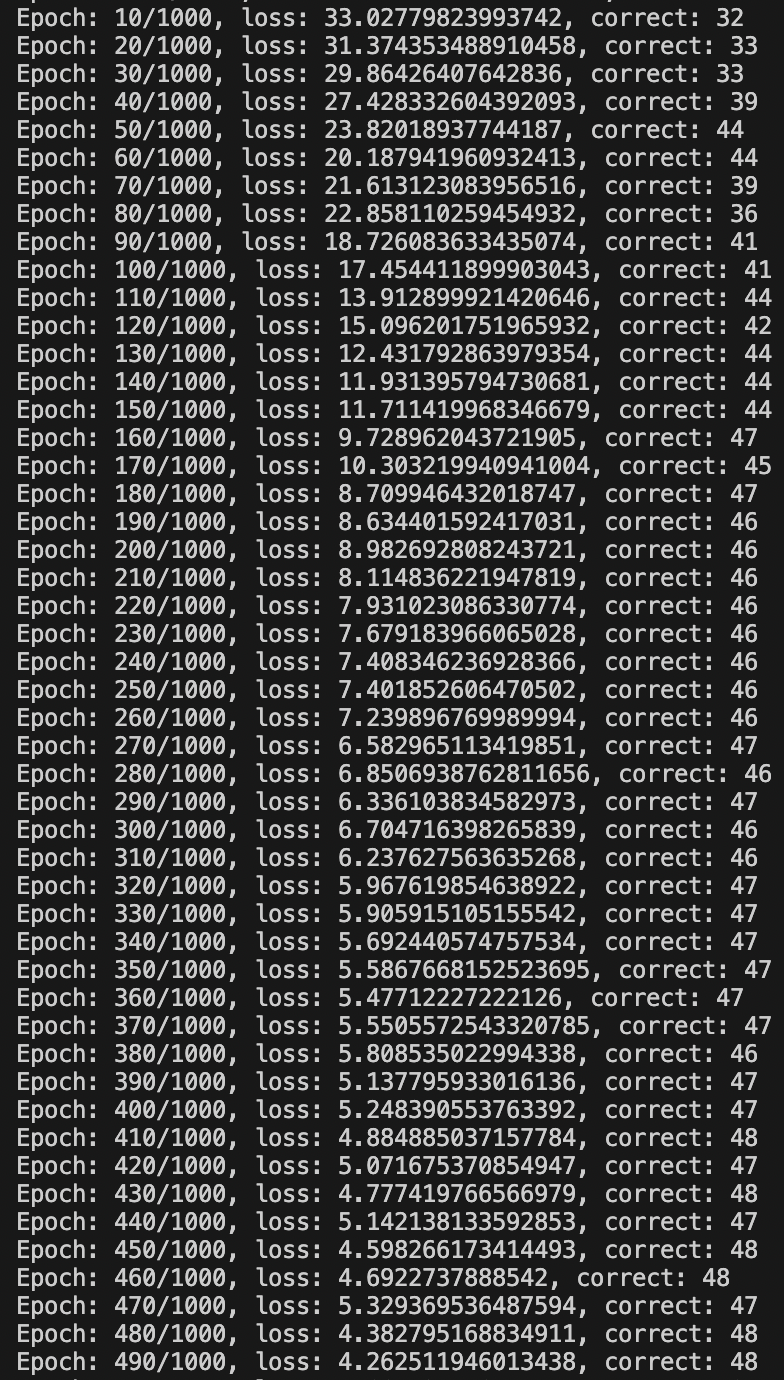 Epoch: 10/1000, loss: 33.02779823993742, correct: 32
Epoch: 20/1000, loss: 31.374353488910458, correct: 33
Epoch: 30/1000, loss: 29.86426407642836, correct: 33
Epoch: 40/1000, loss: 27.428332604392093, correct: 39
Epoch: 50/1000, loss: 23.82018937744187, correct: 44
Epoch: 60/1000, loss: 20.187941960932413, correct: 44
Epoch: 70/1000, loss: 21.613123083956516, correct: 39
Epoch: 80/1000, loss: 22.858110259454932, correct: 36
Epoch: 90/1000, loss: 18.726083633435074, correct: 41
Epoch: 100/1000, loss: 17.454411899903043, correct: 41
Epoch: 110/1000, loss: 13.912899921420646, correct: 44
Epoch: 120/1000, loss: 15.096201751965932, correct: 42
Epoch: 130/1000, loss: 12.431792863979354, correct: 44
Epoch: 140/1000, loss: 11.931395794730681, correct: 44
Epoch: 150/1000, loss: 11.711419968346679, correct: 44
Epoch: 160/1000, loss: 9.728962043721905, correct: 47
Epoch: 170/1000, loss: 10.303219940941004, correct: 45
Epoch: 180/1000, loss: 8.709946432018747, correct: 47
Epoch: 190/1000, loss: 8.634401592417031, correct: 46
Epoch: 200/1000, loss: 8.982692808243721, correct: 46
Epoch: 210/1000, loss: 8.114836221947819, correct: 46
Epoch: 220/1000, loss: 7.931023086330774, correct: 46
Epoch: 230/1000, loss: 7.679183966065028, correct: 46
Epoch: 240/1000, loss: 7.408346236928366, correct: 46
Epoch: 250/1000, loss: 7.401852606470502, correct: 46
Epoch: 260/1000, loss: 7.239896769989994, correct: 46
Epoch: 270/1000, loss: 6.582965113419851, correct: 47
Epoch: 280/1000, loss: 6.8506938762811656, correct: 46
Epoch: 290/1000, loss: 6.336103834582973, correct: 47
Epoch: 300/1000, loss: 6.704716398265839, correct: 46
Epoch: 310/1000, loss: 6.237627563635268, correct: 46
Epoch: 320/1000, loss: 5.967619854638922, correct: 47
Epoch: 330/1000, loss: 5.905915105155542, correct: 47
Epoch: 340/1000, loss: 5.692440574757534, correct: 47
Epoch: 350/1000, loss: 5.5867668152523695, correct: 47
Epoch: 360/1000, loss: 5.47712227222126, correct: 47
Epoch: 370/1000, loss: 5.5505572543320785, correct: 47
Epoch: 380/1000, loss: 5.808535022994338, correct: 46
Epoch: 390/1000, loss: 5.137795933016136, correct: 47
Epoch: 400/1000, loss: 5.248390553763392, correct: 47
Epoch: 410/1000, loss: 4.884885037157784, correct: 48
Epoch: 420/1000, loss: 5.071675370854947, correct: 47
Epoch: 430/1000, loss: 4.777419766566979, correct: 48
Epoch: 440/1000, loss: 5.142138133592853, correct: 47
Epoch: 450/1000, loss: 4.598266173414493, correct: 48
Epoch: 460/1000, loss: 4.6922737888542, correct: 48
Epoch: 470/1000, loss: 5.329369536487594, correct: 47
Epoch: 480/1000, loss: 4.382795168834911, correct: 48
Epoch: 490/1000, loss: 4.262511946013438, correct: 48